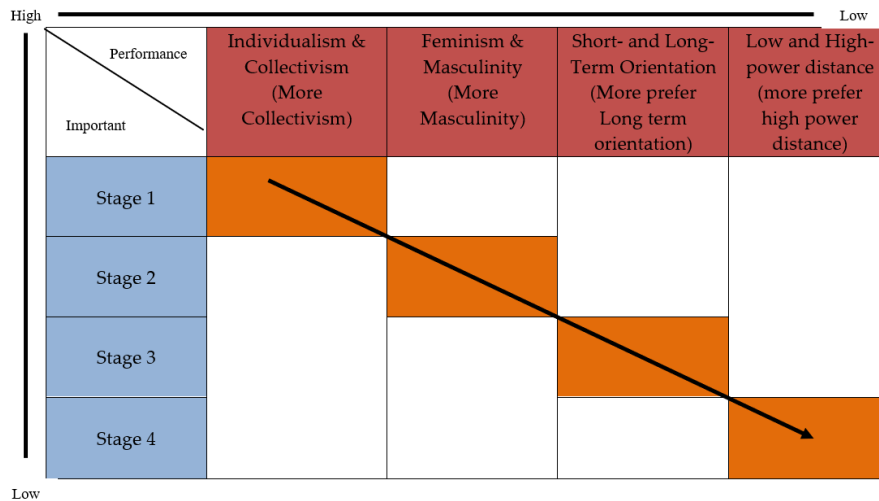 High
Low
Performance
Important
Individualism &
Collectivism
(More
Collectivism)
Feminism &
Masculinity
(More
Masculinity)
Short- and Long-
Term Orientation
(More prefer
Long term
orientation)
Low and High-
power distance
(more prefer
high power
distance)
Stage 1
Stage 2
Stage 3
Stage 4
Low